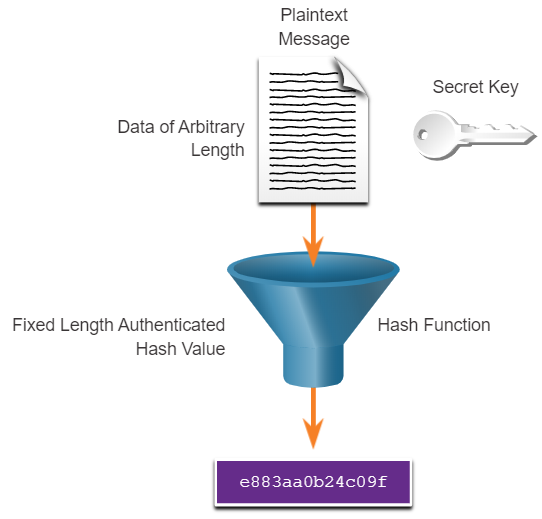 Plaintext
Message
Secret Key
Data of Arbitrary
Length
Fixed Length Authenticated
Hash Value
Hash Function
e883aa0b24c09f